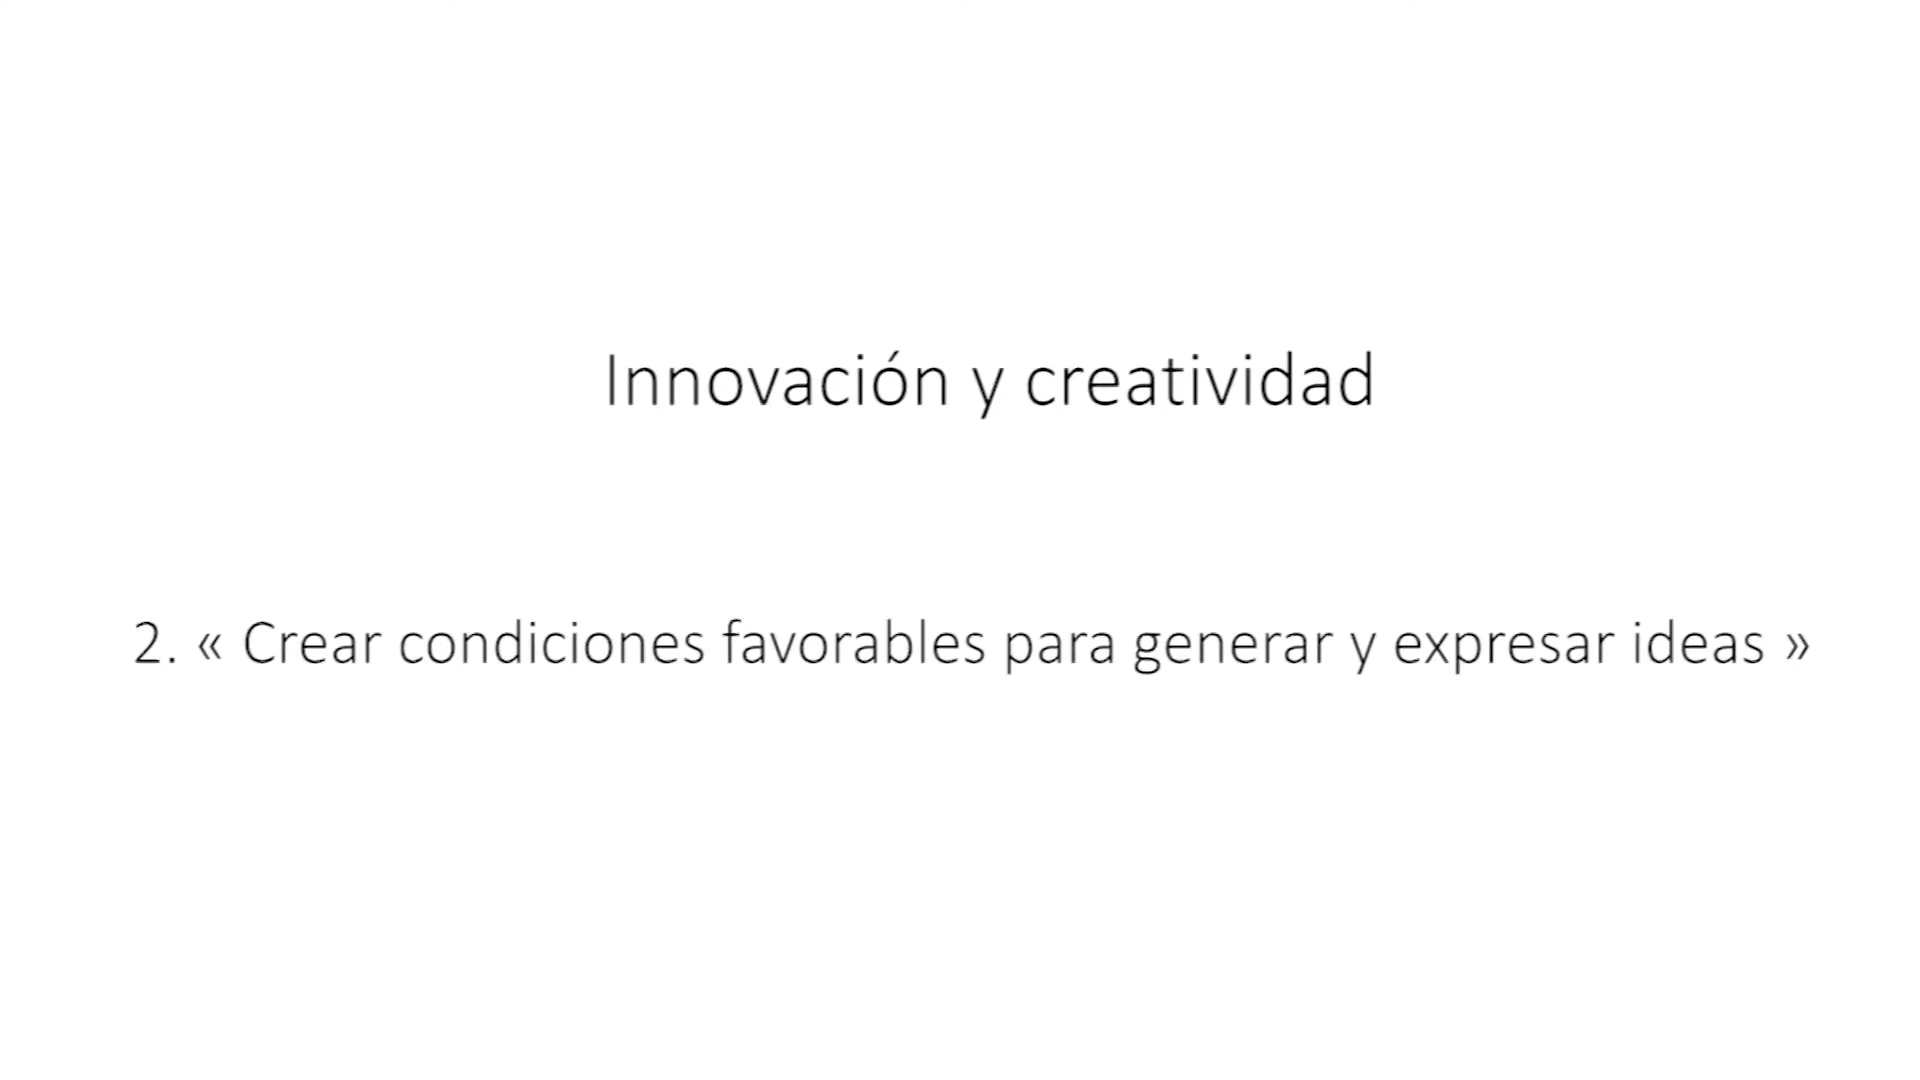 Innovación y creatividad
2. « Crear condiciones favorables para generar y expresar ideas »